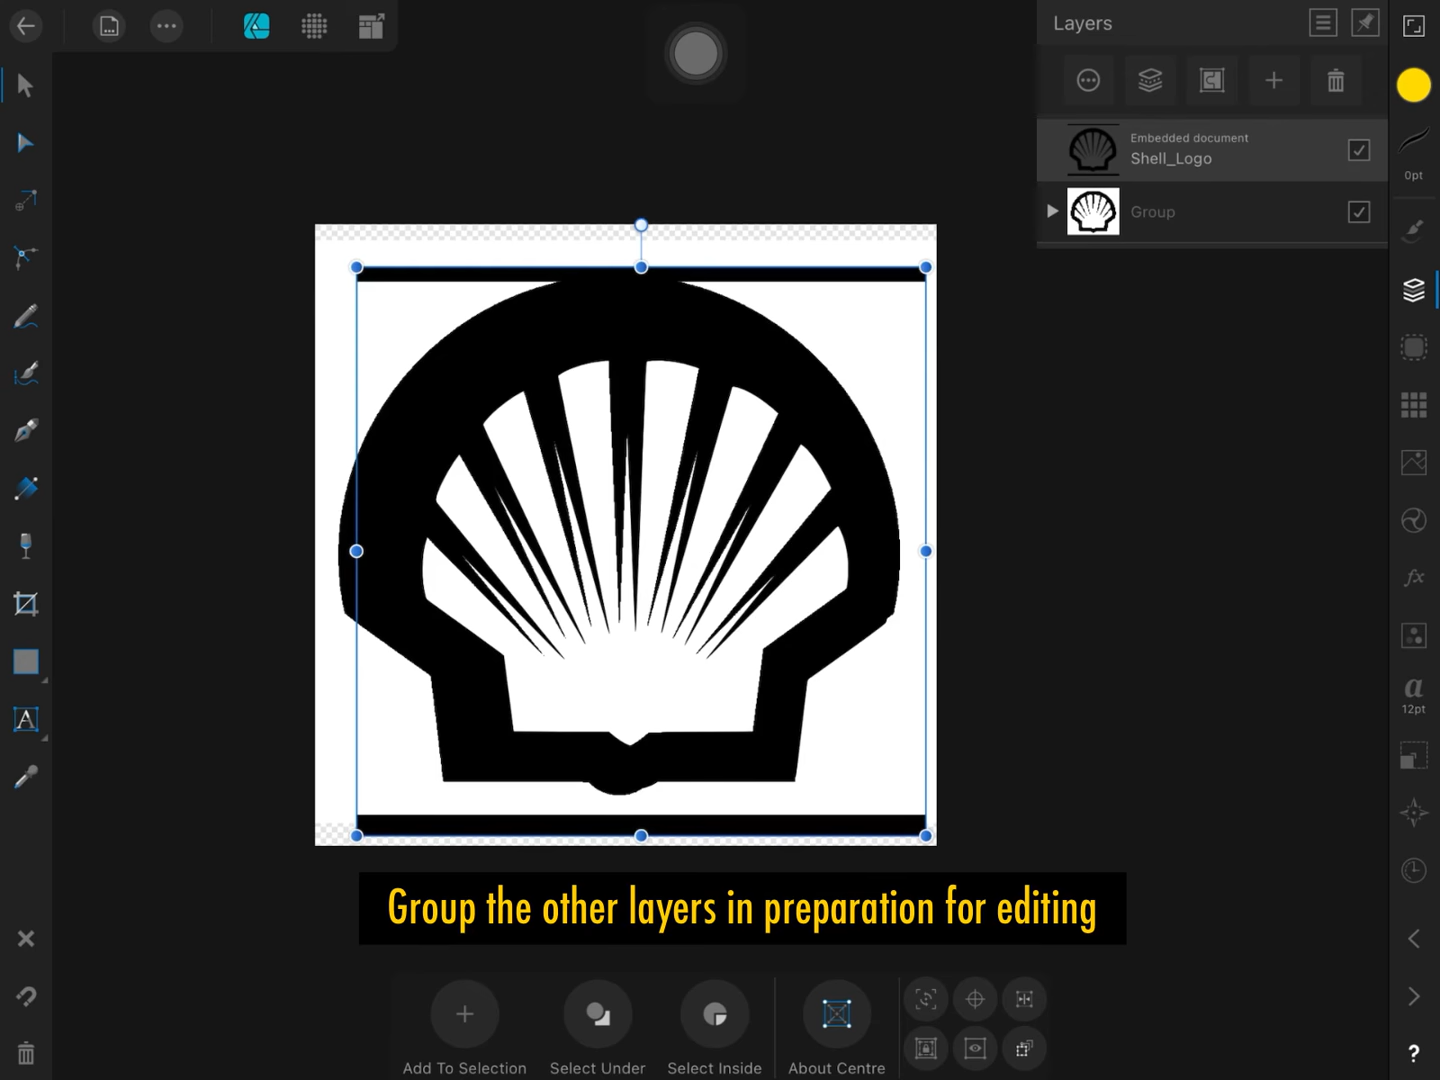 Layers
Embedded document
Shell_Logo
Group
0pt
fx
a
12pt
A
Group the other layers in preparation for editing
Add To Selection
Select Under
Select Inside
About Centre
?